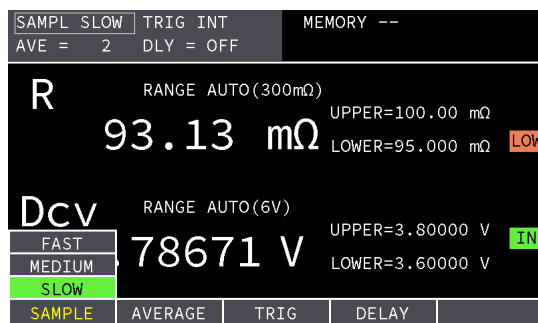 SAMPL SLOW TRIG INT MEMORY --
AVE = 2 DLY = OFF
R RANGE AUTO(300mΩ)
93.13 mΩ
UPPER=100.00 mΩ
LOWER=95.000 mΩ
LOW
Dcv RANGE AUTO(6V)
.78671 V
UPPER=3.80000 V
LOWER=3.60000 V
IN
FAST
MEDIUM
SLOW
SAMPLE AVERAGE TRIG DELAY